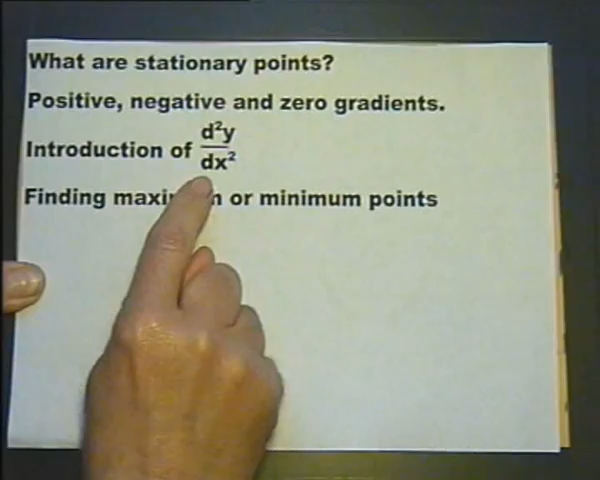 What are stationary points?
Positive, negative and zero gradients.
Introduction of d²y/dx²
Finding or minimum points